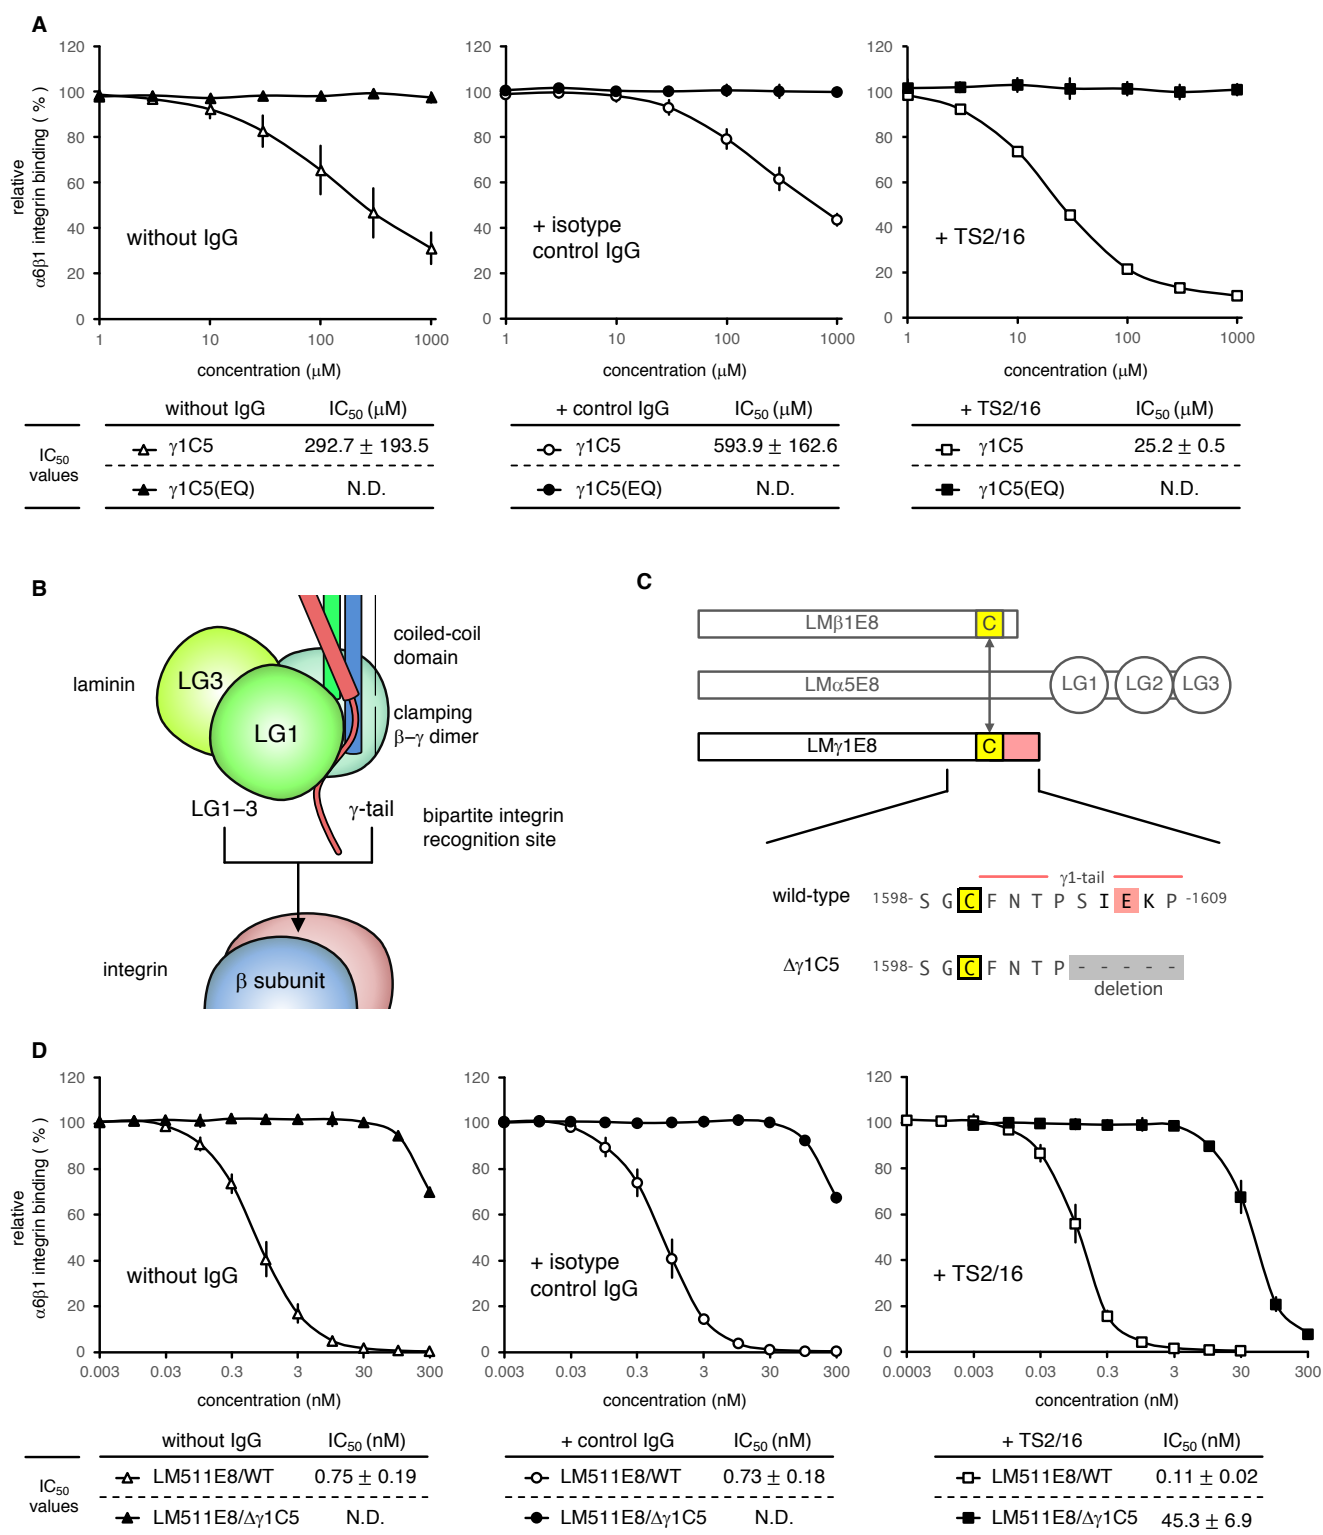 A
relative
α6β1 integrin binding ( % )
120
100
80
60
40
20
0
without IgG
1
10
100
1000
concentration (μM)
120
100
80
60
40
20
0
+ isotype
control IgG
1
10
100
1000
concentration (μM)
120
100
80
60
40
20
0
+ TS2/16
1
10
100
1000
concentration (μM)
IC50
values
without IgG IC50 (μM)
γ1C5 292.7 ± 193.5
γ1C5(EQ) N.D.
+ control IgG IC50 (μM)
γ1C5 593.9 ± 162.6
γ1C5(EQ) N.D.
+ TS2/16 IC50 (μM)
γ1C5 25.2 ± 0.5
γ1C5(EQ) N.D.
B
laminin
LG3
LG1
coiled-coil
domain
clamping
β–γ dimer
LG1–3
γ-tail
bipartite integrin
recognition site
integrin
β subunit
C
LMβ1E8 C
LMα5E8 LG1 LG2 LG3
LMγ1E8 C
γ1-tail
wild-type 1598- S G C F N T P S I E K P -1609
Δγ1C5 1598- S G C F N T P - - - - -
deletion
D
relative
α6β1 integrin binding ( % )
120
100
80
60
40
20
0
without IgG
0.003
0.03
0.3
3
30
300
concentration (nM)
120
100
80
60
40
20
0
+ isotype
control IgG
0.003
0.03
0.3
3
30
300
concentration (nM)
120
100
80
60
40
20
0
+ TS2/16
0.0003
0.003
0.03
0.3
3
30
300
concentration (nM)
IC50
values
without IgG IC50 (nM)
LM511E8/WT 0.75 ± 0.19
LM511E8/Δγ1C5 N.D.
+ control IgG IC50 (nM)
LM511E8/WT 0.73 ± 0.18
LM511E8/Δγ1C5 N.D.
+ TS2/16 IC50 (nM)
LM511E8/WT 0.11 ± 0.02
LM511E8/Δγ1C5 45.3 ± 6.9